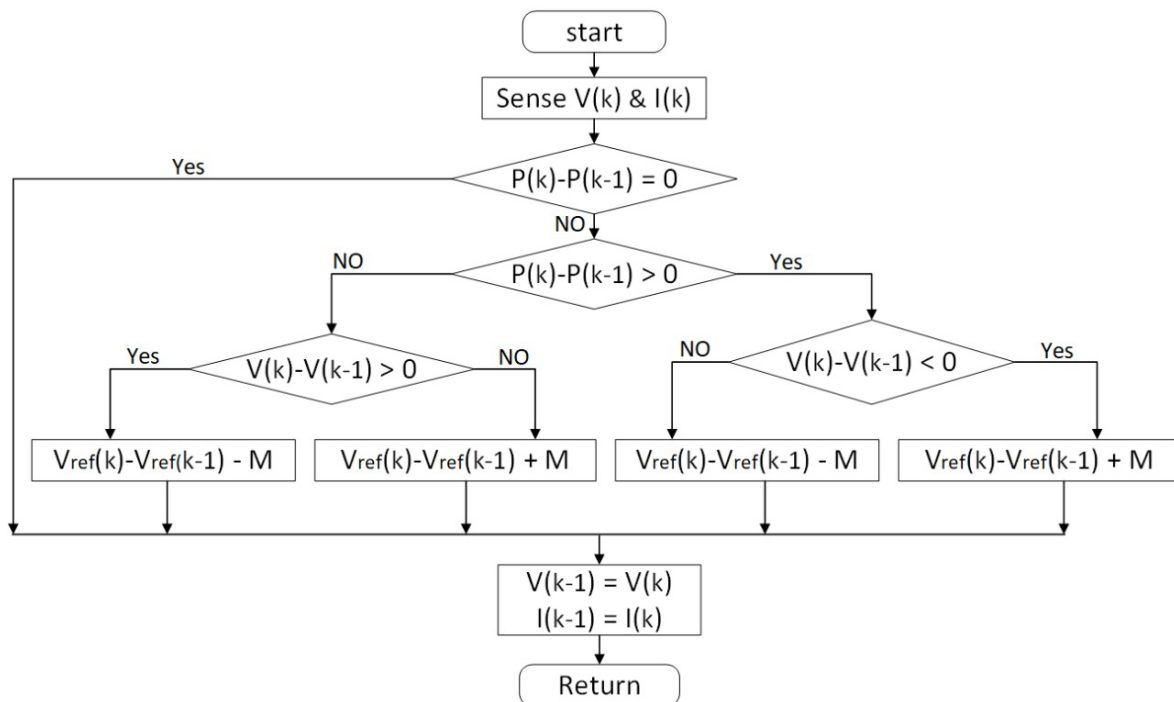 start
Sense V(k) & I(k)
Yes
P(k)-P(k-1) = 0
NO
NO
P(k)-P(k-1) > 0
Yes
Yes
V(k)-V(k-1) > 0
NO
NO
V(k)-V(k-1) < 0
Yes
Vref(k)-Vref(k-1) - M
Vref(k)-Vref(k-1) + M
Vref(k)-Vref(k-1) - M
Vref(k)-Vref(k-1) + M
V(k-1) = V(k)
I(k-1) = I(k)
Return